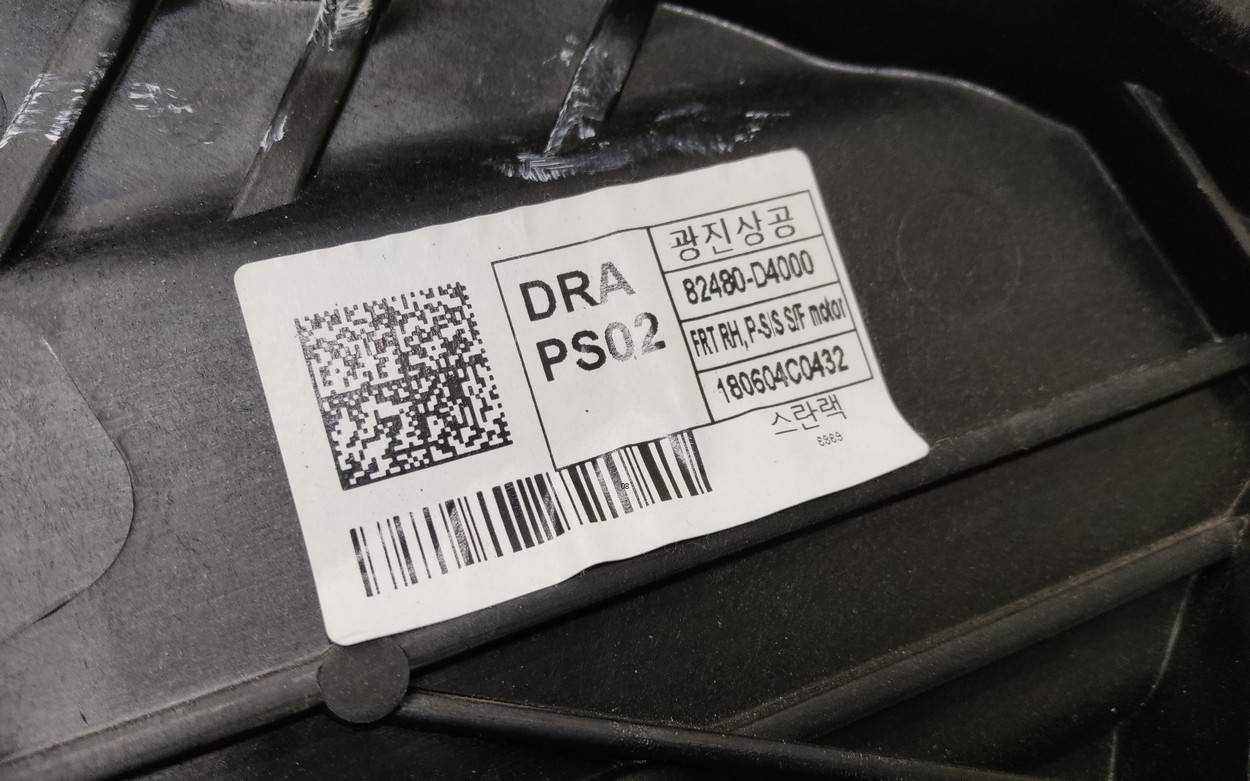 DRA
PS02
광진상공
82480-D4000
FRT RH, P-S/S S/F motor
180604C0432
스란랙